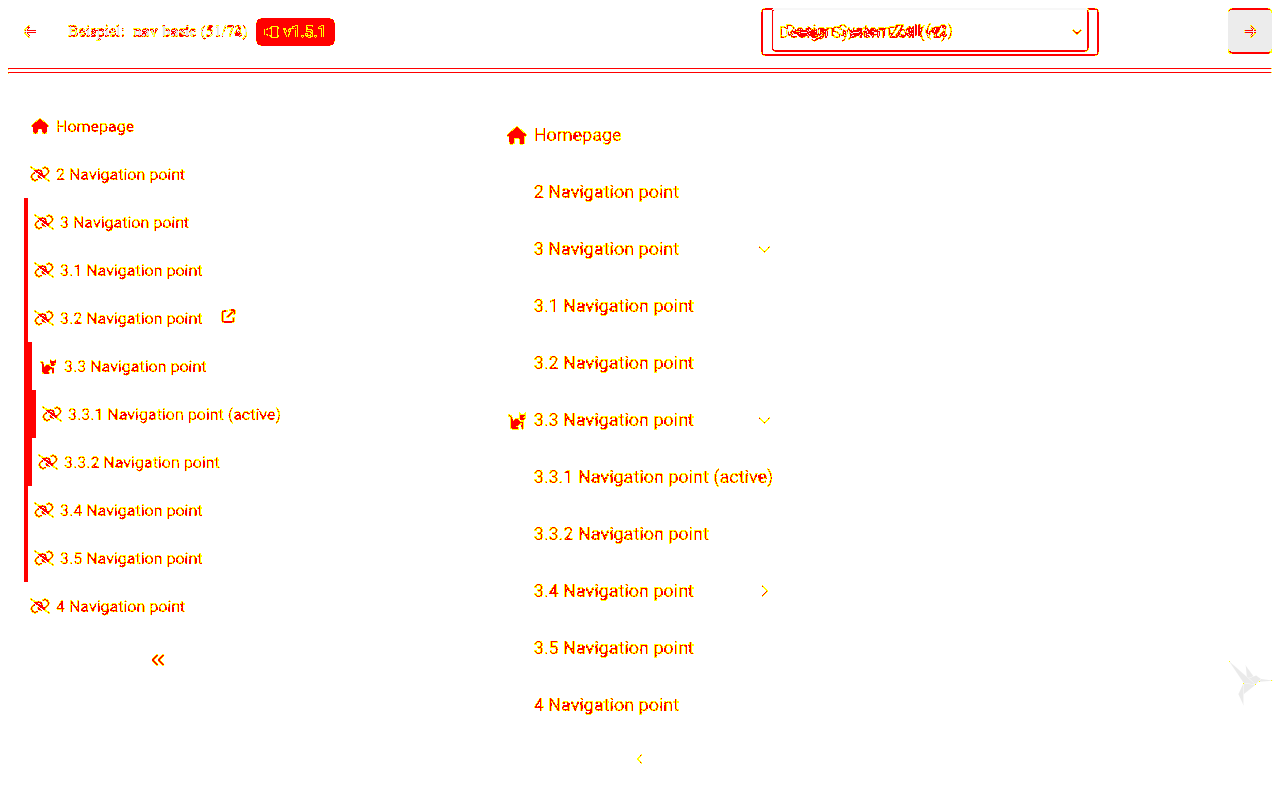 Beispiel: nav basic (51/74) v1.5.1 Design System Zoll (v2)
Homepage
2 Navigation point
3 Navigation point
3.1 Navigation point
3.2 Navigation point
3.3 Navigation point
3.3.1 Navigation point (active)
3.3.2 Navigation point
3.4 Navigation point
3.5 Navigation point
4 Navigation point
Homepage
2 Navigation point
3 Navigation point
3.1 Navigation point
3.2 Navigation point
3.3 Navigation point
3.3.1 Navigation point (active)
3.3.2 Navigation point
3.4 Navigation point
3.5 Navigation point
4 Navigation point